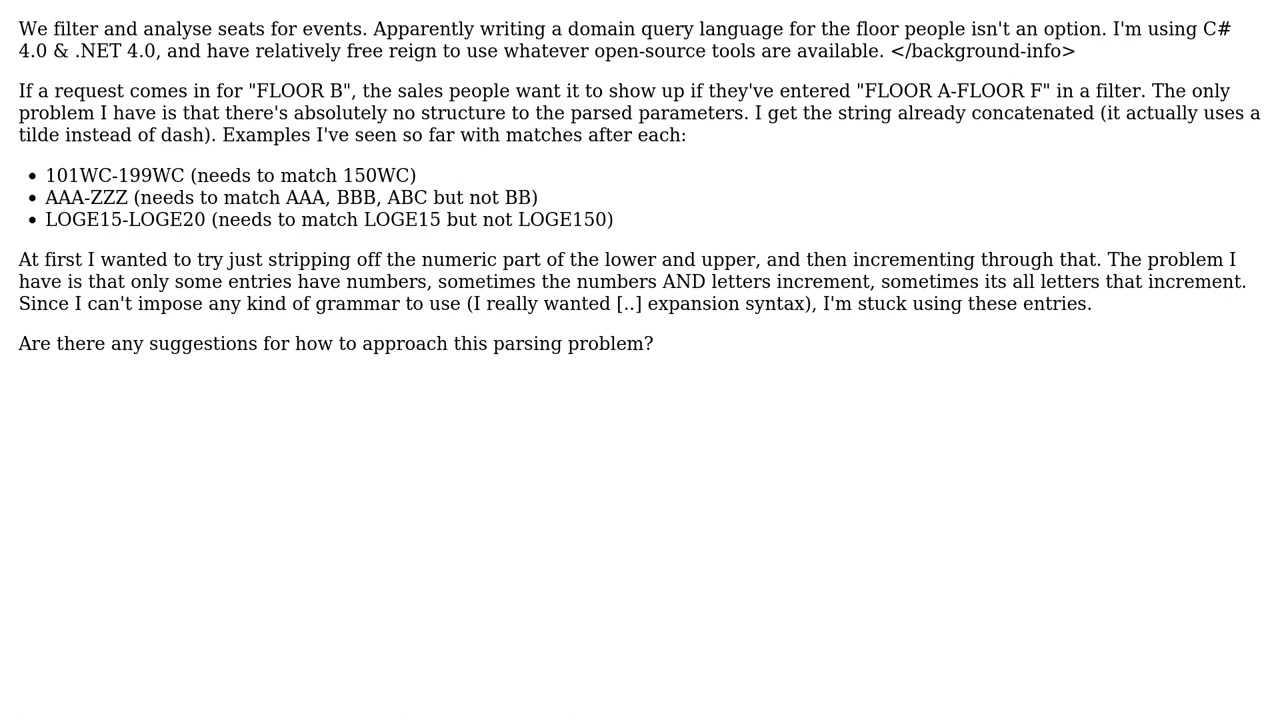 We filter and analyse seats for events. Apparently writing a domain query language for the floor people isn't an option. I'm using C#
4.0 & .NET 4.0, and have relatively free reign to use whatever open-source tools are available. </background-info>
If a request comes in for "FLOOR B", the sales people want it to show up if they've entered "FLOOR A-FLOOR F" in a filter. The only
problem I have is that there's absolutely no structure to the parsed parameters. I get the string already concatenated (it actually uses a
tilde instead of dash). Examples I've seen so far with matches after each:
• 101WC-199WC (needs to match 150WC)
• AAA-ZZZ (needs to match AAA, BBB, ABC but not BB)
• LOGE15-LOGE20 (needs to match LOGE15 but not LOGE150)
At first I wanted to try just stripping off the numeric part of the lower and upper, and then incrementing through that. The problem I
have is that only some entries have numbers, sometimes the numbers AND letters increment, sometimes its all letters that increment.
Since I can't impose any kind of grammar to use (I really wanted [..] expansion syntax), I'm stuck using these entries.
Are there any suggestions for how to approach this parsing problem?